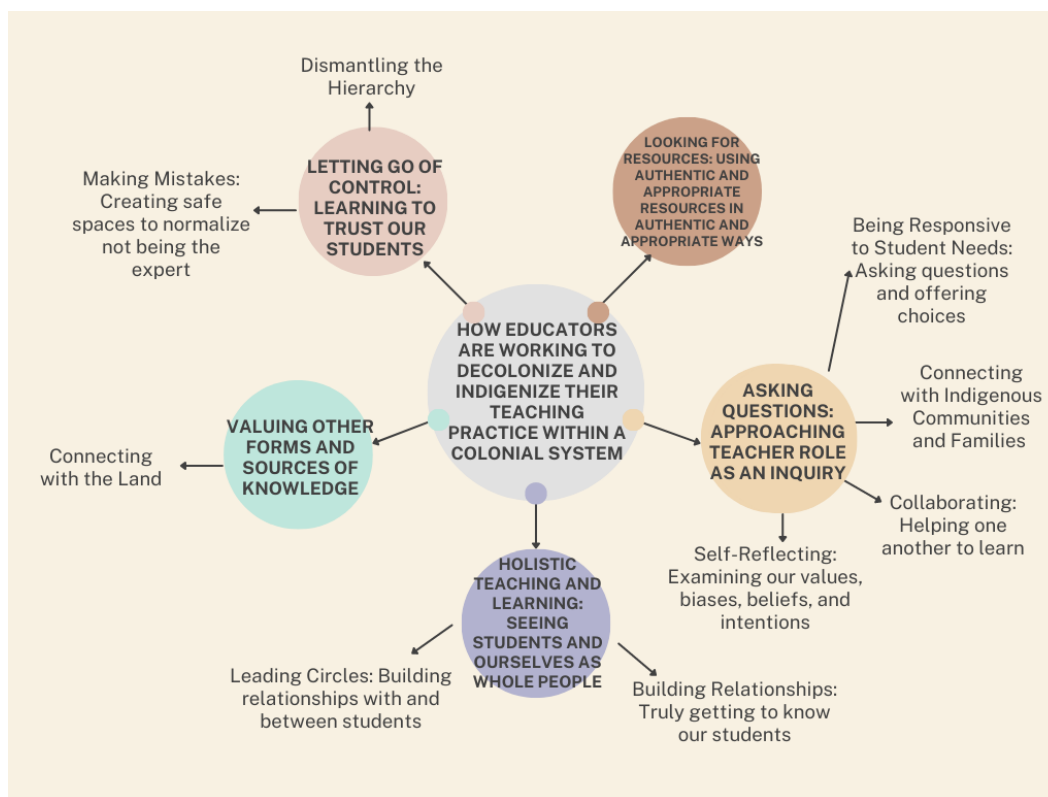 Dismantling the
Hierarchy
LETTING GO OF
CONTROL:
LEARNING TO
TRUST OUR
STUDENTS
Making Mistakes:
Creating safe
spaces to normalize
not being the
expert
LOOKING FOR
RESOURCES: USING
AUTHENTIC AND
APPROPRIATE
RESOURCES IN
AUTHENTIC AND
APPROPRIATE WAYS
Being Responsive
to Student Needs:
Asking questions
and offering
choices
HOW EDUCATORS
ARE WORKING TO
DECOLONIZE AND
INDIGENIZE THEIR
TEACHING
PRACTICE WITHIN A
COLONIAL SYSTEM
ASKING
QUESTIONS:
APPROACHING
TEACHER ROLE
AS AN INQUIRY
Connecting
with Indigenous
Communities
and Families
VALUING OTHER
FORMS AND
SOURCES OF
KNOWLEDGE
Connecting
with the Land
Collaborating:
Helping one
another to learn
Self-Reflecting:
Examining our values,
biases, beliefs, and
intentions
HOLISTIC
TEACHING AND
LEARNING:
SEEING
STUDENTS AND
OURSELVES AS
WHOLE PEOPLE
Leading Circles: Building
relationships with and
between students
Building Relationships:
Truly getting to know
our students